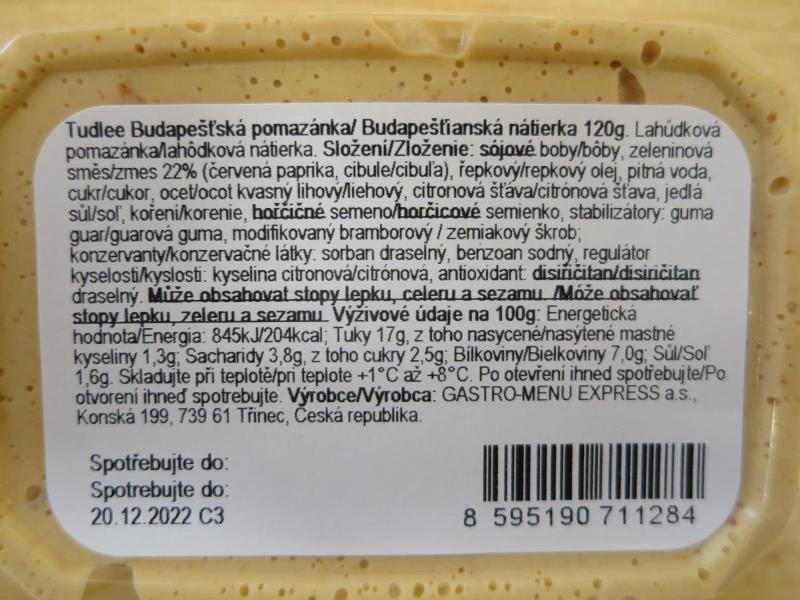 Tudlee Budapešťská pomazánka/ Budapešťianská nátierka 120g. Lahůdková
pomazánka/lahôdková nátierka. Složení/Zloženie: sójové boby/bôby, zeleninová
směs/zmes 22% (červená paprika, cibule/cibuľa), řepkový/repkový olej, pitná voda,
cukr/cukor, ocet/ocot kvasný lihový/liehový, citronová šťáva/citrónová šťava, jedlá
sůl/soľ, koření/korenie, hořčičné semeno/horčicové semienko, stabilizátory: guma
guar/guarová guma, modifikovaný bramborový / zemiakový škrob;
konzervanty/konzervačné látky: sorban draselný, benzoan sodný, regulátor
kyselosti/kyslosti: kyselina citronová/citrónová, antioxidant: disiřičitan/disiričitan
draselný. Může obsahovat stopy lepku, celeru a sezamu. /Môže obsahovať
stopy lepku, zeleru a sezamu. Výživové údaje na 100g: Energetická
hodnota/Energia: 845kJ/204kcal; Tuky 17g, z toho nasycené/nasýtené mastné
kyseliny 1,3g; Sacharidy 3,8g, z toho cukry 2,5g; Bílkoviny/Bielkoviny 7,0g; Sůl/Soľ
1,6g. Skladujte při teplotě/pri teplote +1°C až +8°C. Po otevření ihned spotřebujte/Po
otvorení ihneď spotrebujte. Výrobce/Výrobca: GASTRO-MENU EXPRESS a.s.,
Konská 199, 739 61 Třinec, Česká republika.
Spotřebujte do:
Spotrebujte do:
20.12.2022 C3
8 595190 711284